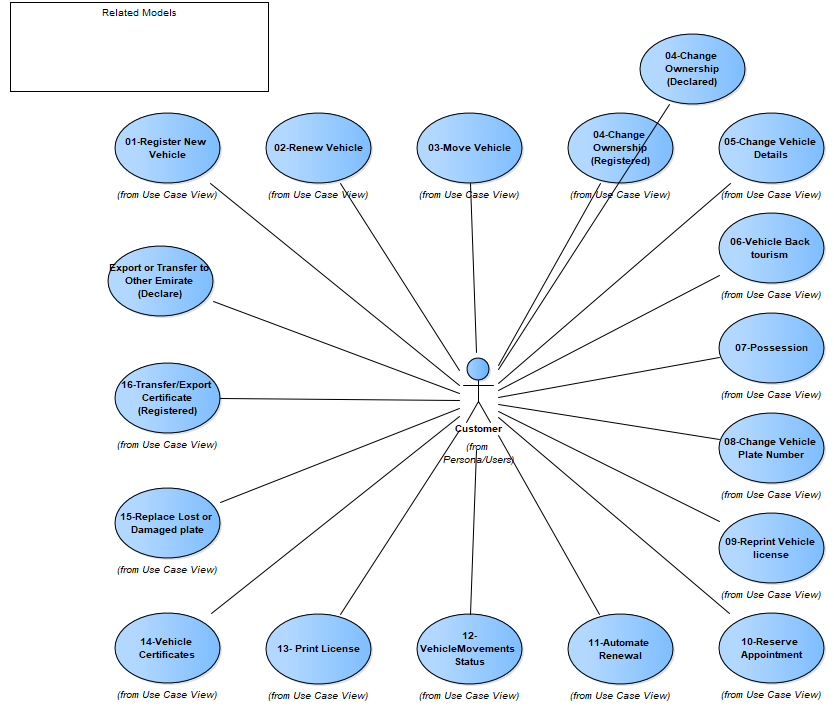 Related Models
04-Change
Ownership
(Declared)
01-Register New
Vehicle
(from Use Case View)
02-Renew Vehicle
(from Use Case View)
03-Move Vehicle
(from Use Case View)
04-Change
Ownership
(Registered)
(from Use Case View)
05-Change Vehicle
Details
(from Use Case View)
06-Vehicle Back
tourism
(from Use Case View)
Export or Transfer to
Other Emirate
(Declare)
07-Possession
(from Use Case View)
16-Transfer/Export
Certificate
(Registered)
(from Use Case View)
Customer
(from
Persona/Users)
08-Change Vehicle
Plate Number
(from Use Case View)
15-Replace Lost or
Damaged plate
(from Use Case View)
09-Reprint Vehicle
license
(from Use Case View)
14-Vehicle
Certificates
(from Use Case View)
13- Print License
(from Use Case View)
12-
VehicleMovements
Status
(from Use Case View)
11-Automate
Renewal
(from Use Case View)
10-Reserve
Appointment
(from Use Case View)